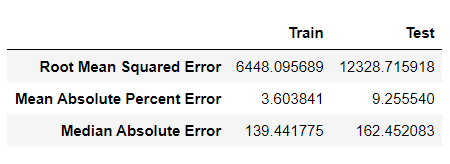 Train Test
Root Mean Squared Error 6448.095689 12328.715918
Mean Absolute Percent Error 3.603841 9.255540
Median Absolute Error 139.441775 162.452083